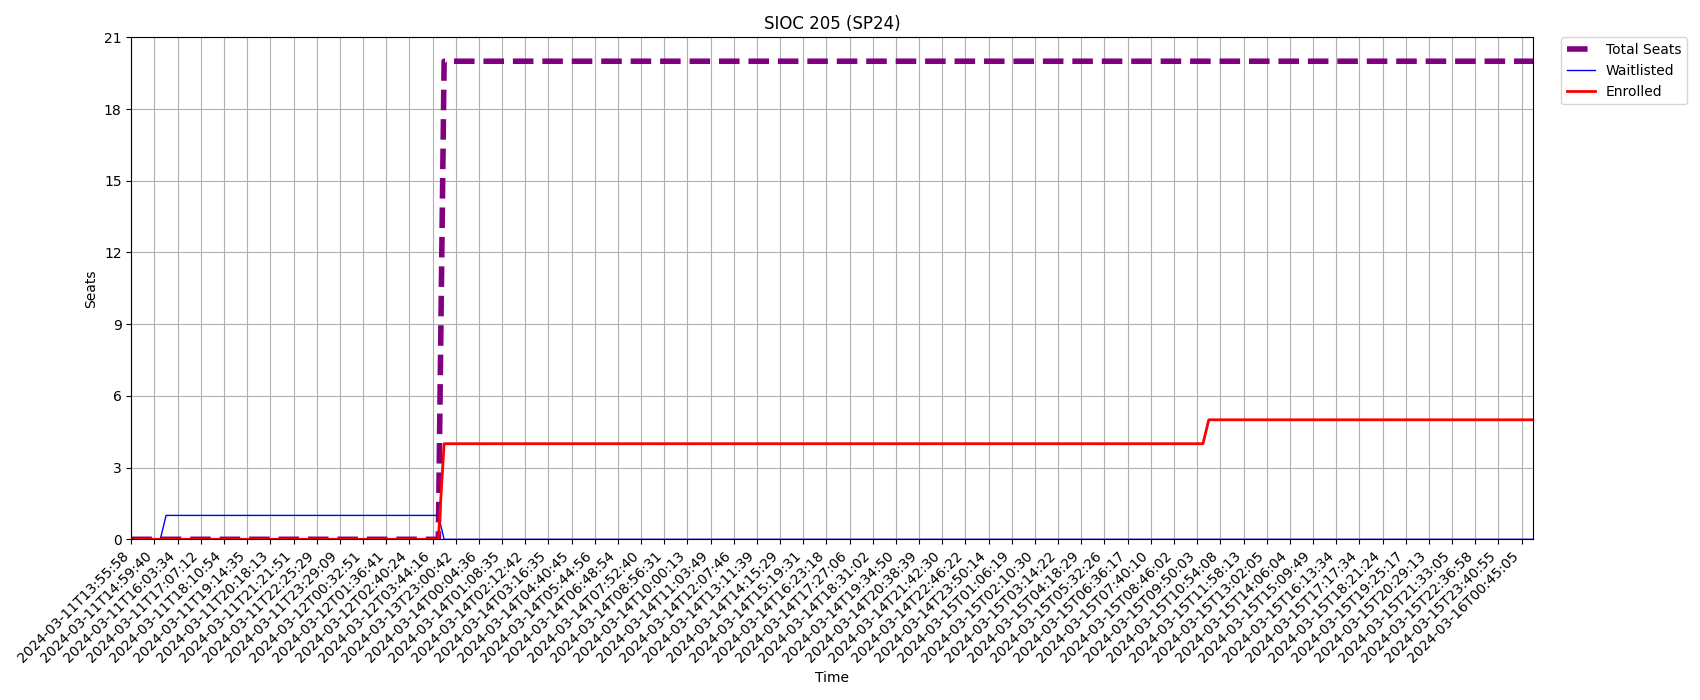 SIOC 205 (SP24)
Total Seats
Waitlisted
Enrolled
Seats
21
18
15
12
9
6
3
0
2024-03-11T13:55:58
2024-03-11T14:59:40
2024-03-11T16:03:34
2024-03-11T17:07:12
2024-03-11T18:10:54
2024-03-11T19:14:35
2024-03-11T20:18:13
2024-03-11T21:21:51
2024-03-11T22:25:29
2024-03-11T23:29:09
2024-03-12T00:32:51
2024-03-12T01:36:41
2024-03-12T02:40:24
2024-03-12T03:44:16
2024-03-13T23:00:42
2024-03-14T00:04:36
2024-03-14T01:08:35
2024-03-14T02:12:42
2024-03-14T03:16:35
2024-03-14T04:40:45
2024-03-14T05:44:56
2024-03-14T06:48:54
2024-03-14T07:52:40
2024-03-14T08:56:31
2024-03-14T10:00:13
2024-03-14T11:03:49
2024-03-14T12:07:46
2024-03-14T13:11:39
2024-03-14T14:15:29
2024-03-14T15:19:31
2024-03-14T16:23:18
2024-03-14T17:27:06
2024-03-14T18:31:02
2024-03-14T19:34:50
2024-03-14T20:38:39
2024-03-14T21:42:30
2024-03-14T22:46:22
2024-03-14T23:50:14
2024-03-15T01:06:19
2024-03-15T02:10:30
2024-03-15T03:14:22
2024-03-15T04:18:29
2024-03-15T05:32:26
2024-03-15T06:36:17
2024-03-15T07:40:10
2024-03-15T08:46:02
2024-03-15T09:50:03
2024-03-15T10:54:08
2024-03-15T11:58:13
2024-03-15T13:02:05
2024-03-15T14:06:04
2024-03-15T15:09:49
2024-03-15T16:13:34
2024-03-15T17:17:34
2024-03-15T18:21:24
2024-03-15T19:25:17
2024-03-15T20:29:13
2024-03-15T21:33:05
2024-03-15T22:36:58
2024-03-15T23:40:55
2024-03-16T00:45:05
Time